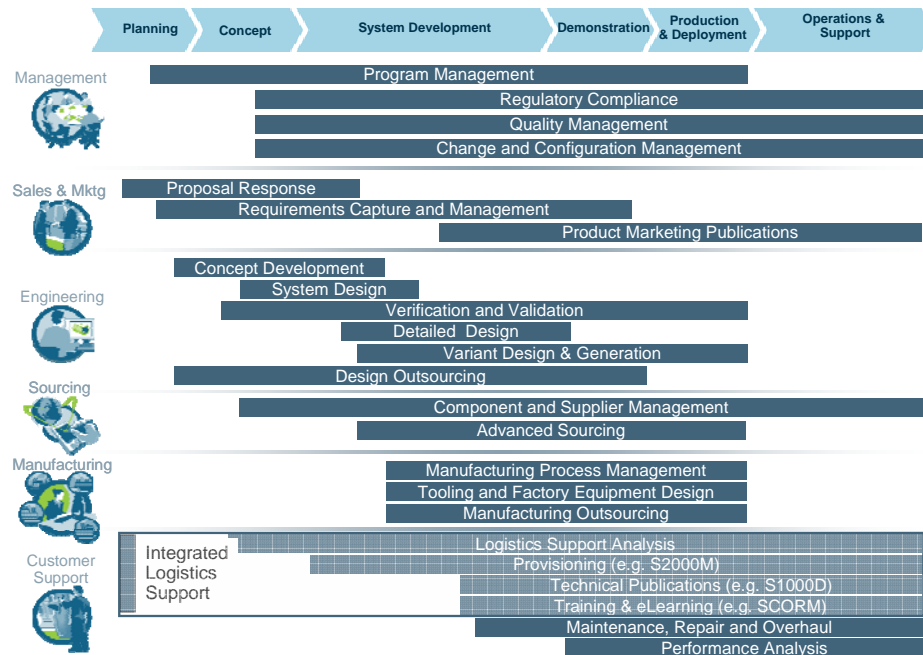 Planning
Concept
System Development
Demonstration
Production
& Deployment
Operations &
Support
Management
Program Management
Regulatory Compliance
Quality Management
Change and Configuration Management
Sales & Mktg
Proposal Response
Requirements Capture and Management
Product Marketing Publications
Engineering
Concept Development
System Design
Verification and Validation
Detailed Design
Variant Design & Generation
Design Outsourcing
Sourcing
Component and Supplier Management
Advanced Sourcing
Manufacturing
Manufacturing Process Management
Tooling and Factory Equipment Design
Manufacturing Outsourcing
Customer
Support
Integrated
Logistics
Support
Logistics Support Analysis
Provisioning (e.g. S2000M)
Technical Publications (e.g. S1000D)
Training & eLearning (e.g. SCORM)
Maintenance, Repair and Overhaul
Performance Analysis